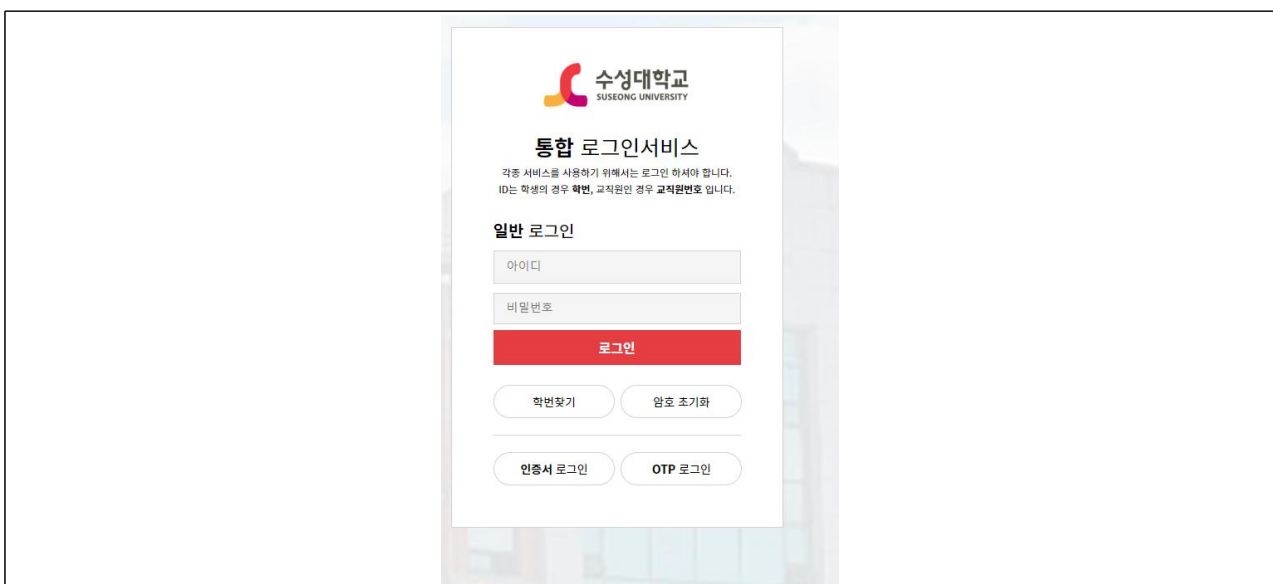 수성대학교
SUSEONG UNIVERSITY
통합 로그인서비스
각종 서비스를 사용하기 위해서는 로그인 하셔야 합니다.
ID는 학생의 경우 학번, 교직원인 경우 교직원번호 입니다.
일반 로그인
아이디
비밀번호
로그인
학번찾기 암호 초기화
인증서 로그인 OTP 로그인